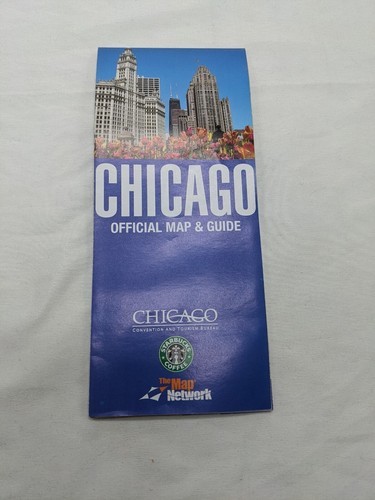 CHICAGO
OFFICIAL MAP & GUIDE
CHICAGO
CONVENTION AND TOURISM BUREAU
STARBUCKS
COFFEE
The Map
Network